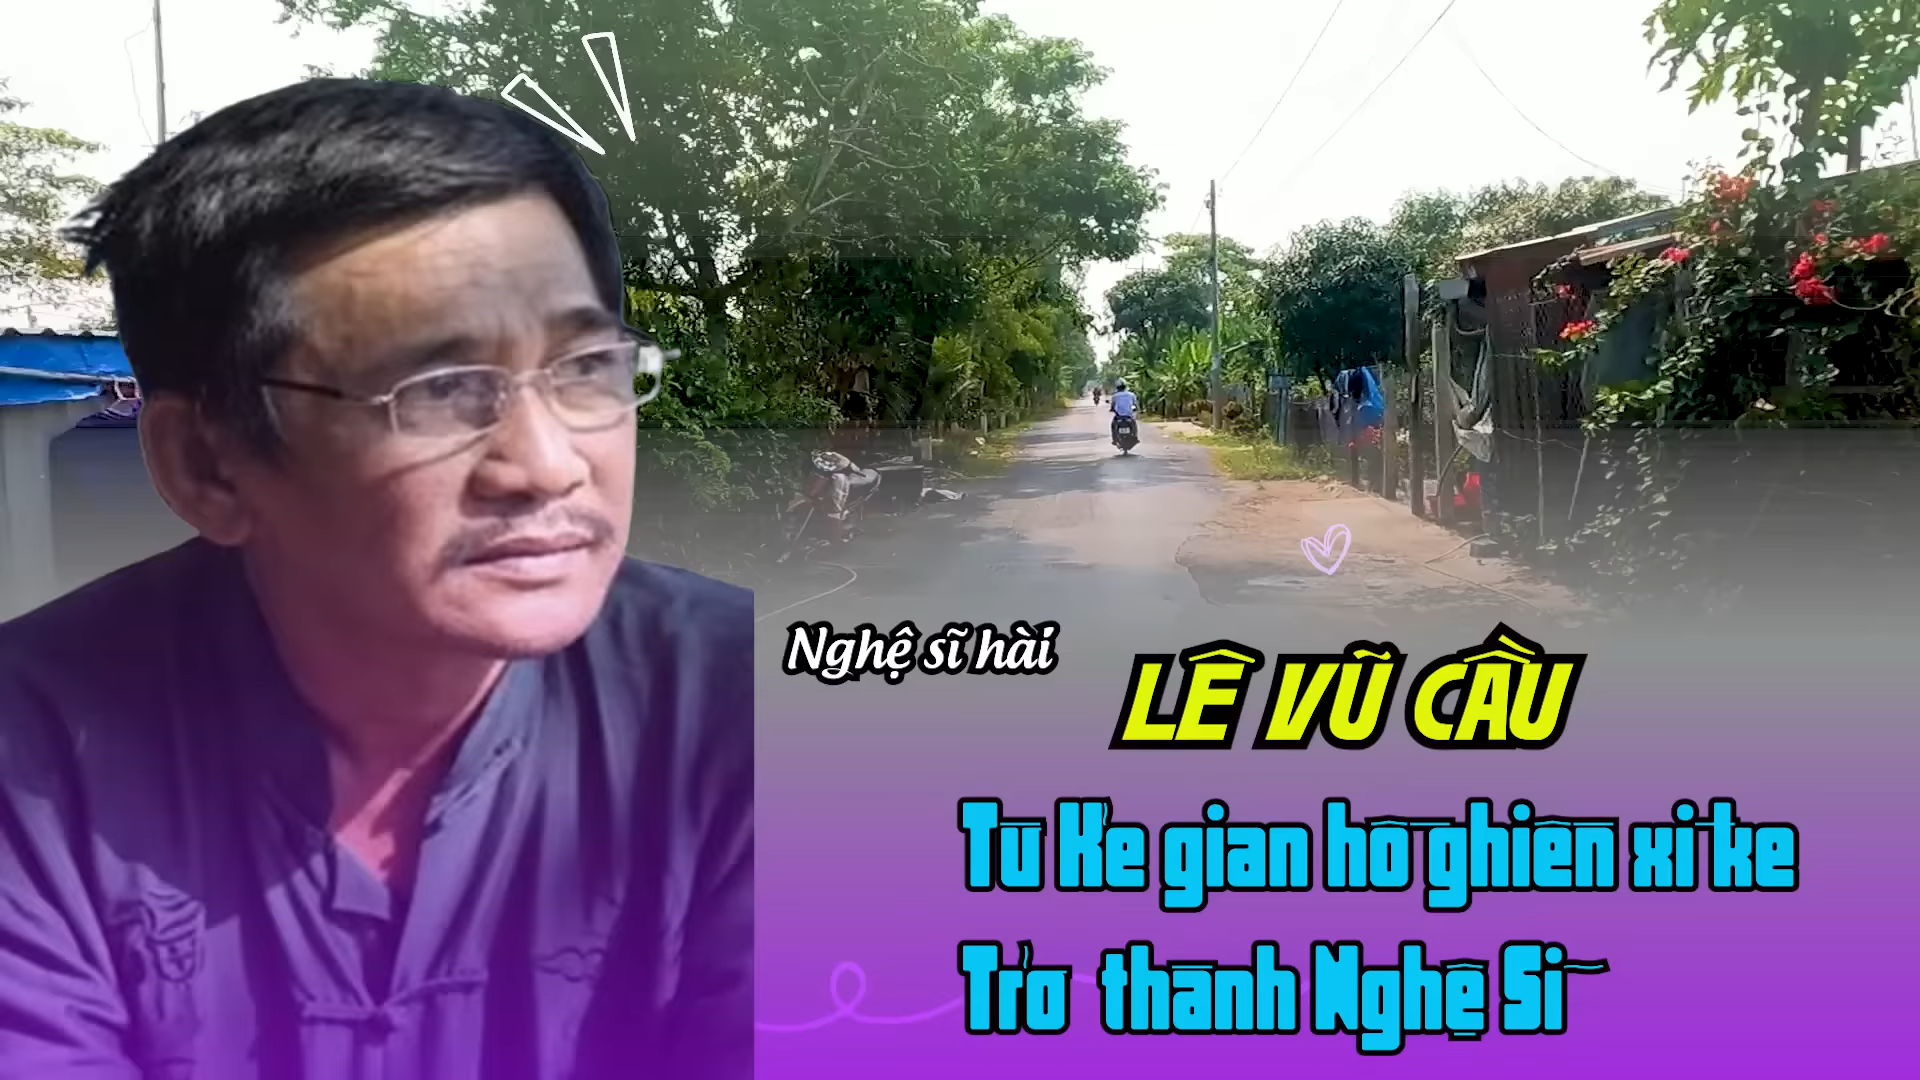 Nghệ sĩ hài
LÊ VŨ CẦU
Từ Kẻ gian hồ ghiền xì ke
Trở thành Nghệ Sĩ